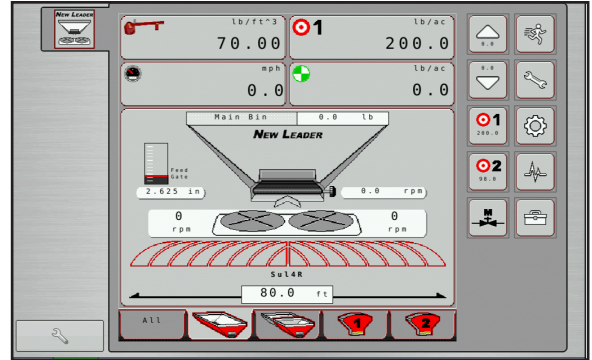 NEW LEADER
lb/ft^3
70.00
1
lb/ac
200.0
mph
0.0
lb/ac
0.0
0.0
0.0
1
200.0
2
90.0
M
Main Bin
0.0 lb
NEW LEADER
Feed
Gate
2.625 in
0.0 rpm
0
rpm
0
rpm
Sul4R
80.0 ft
All
1
2